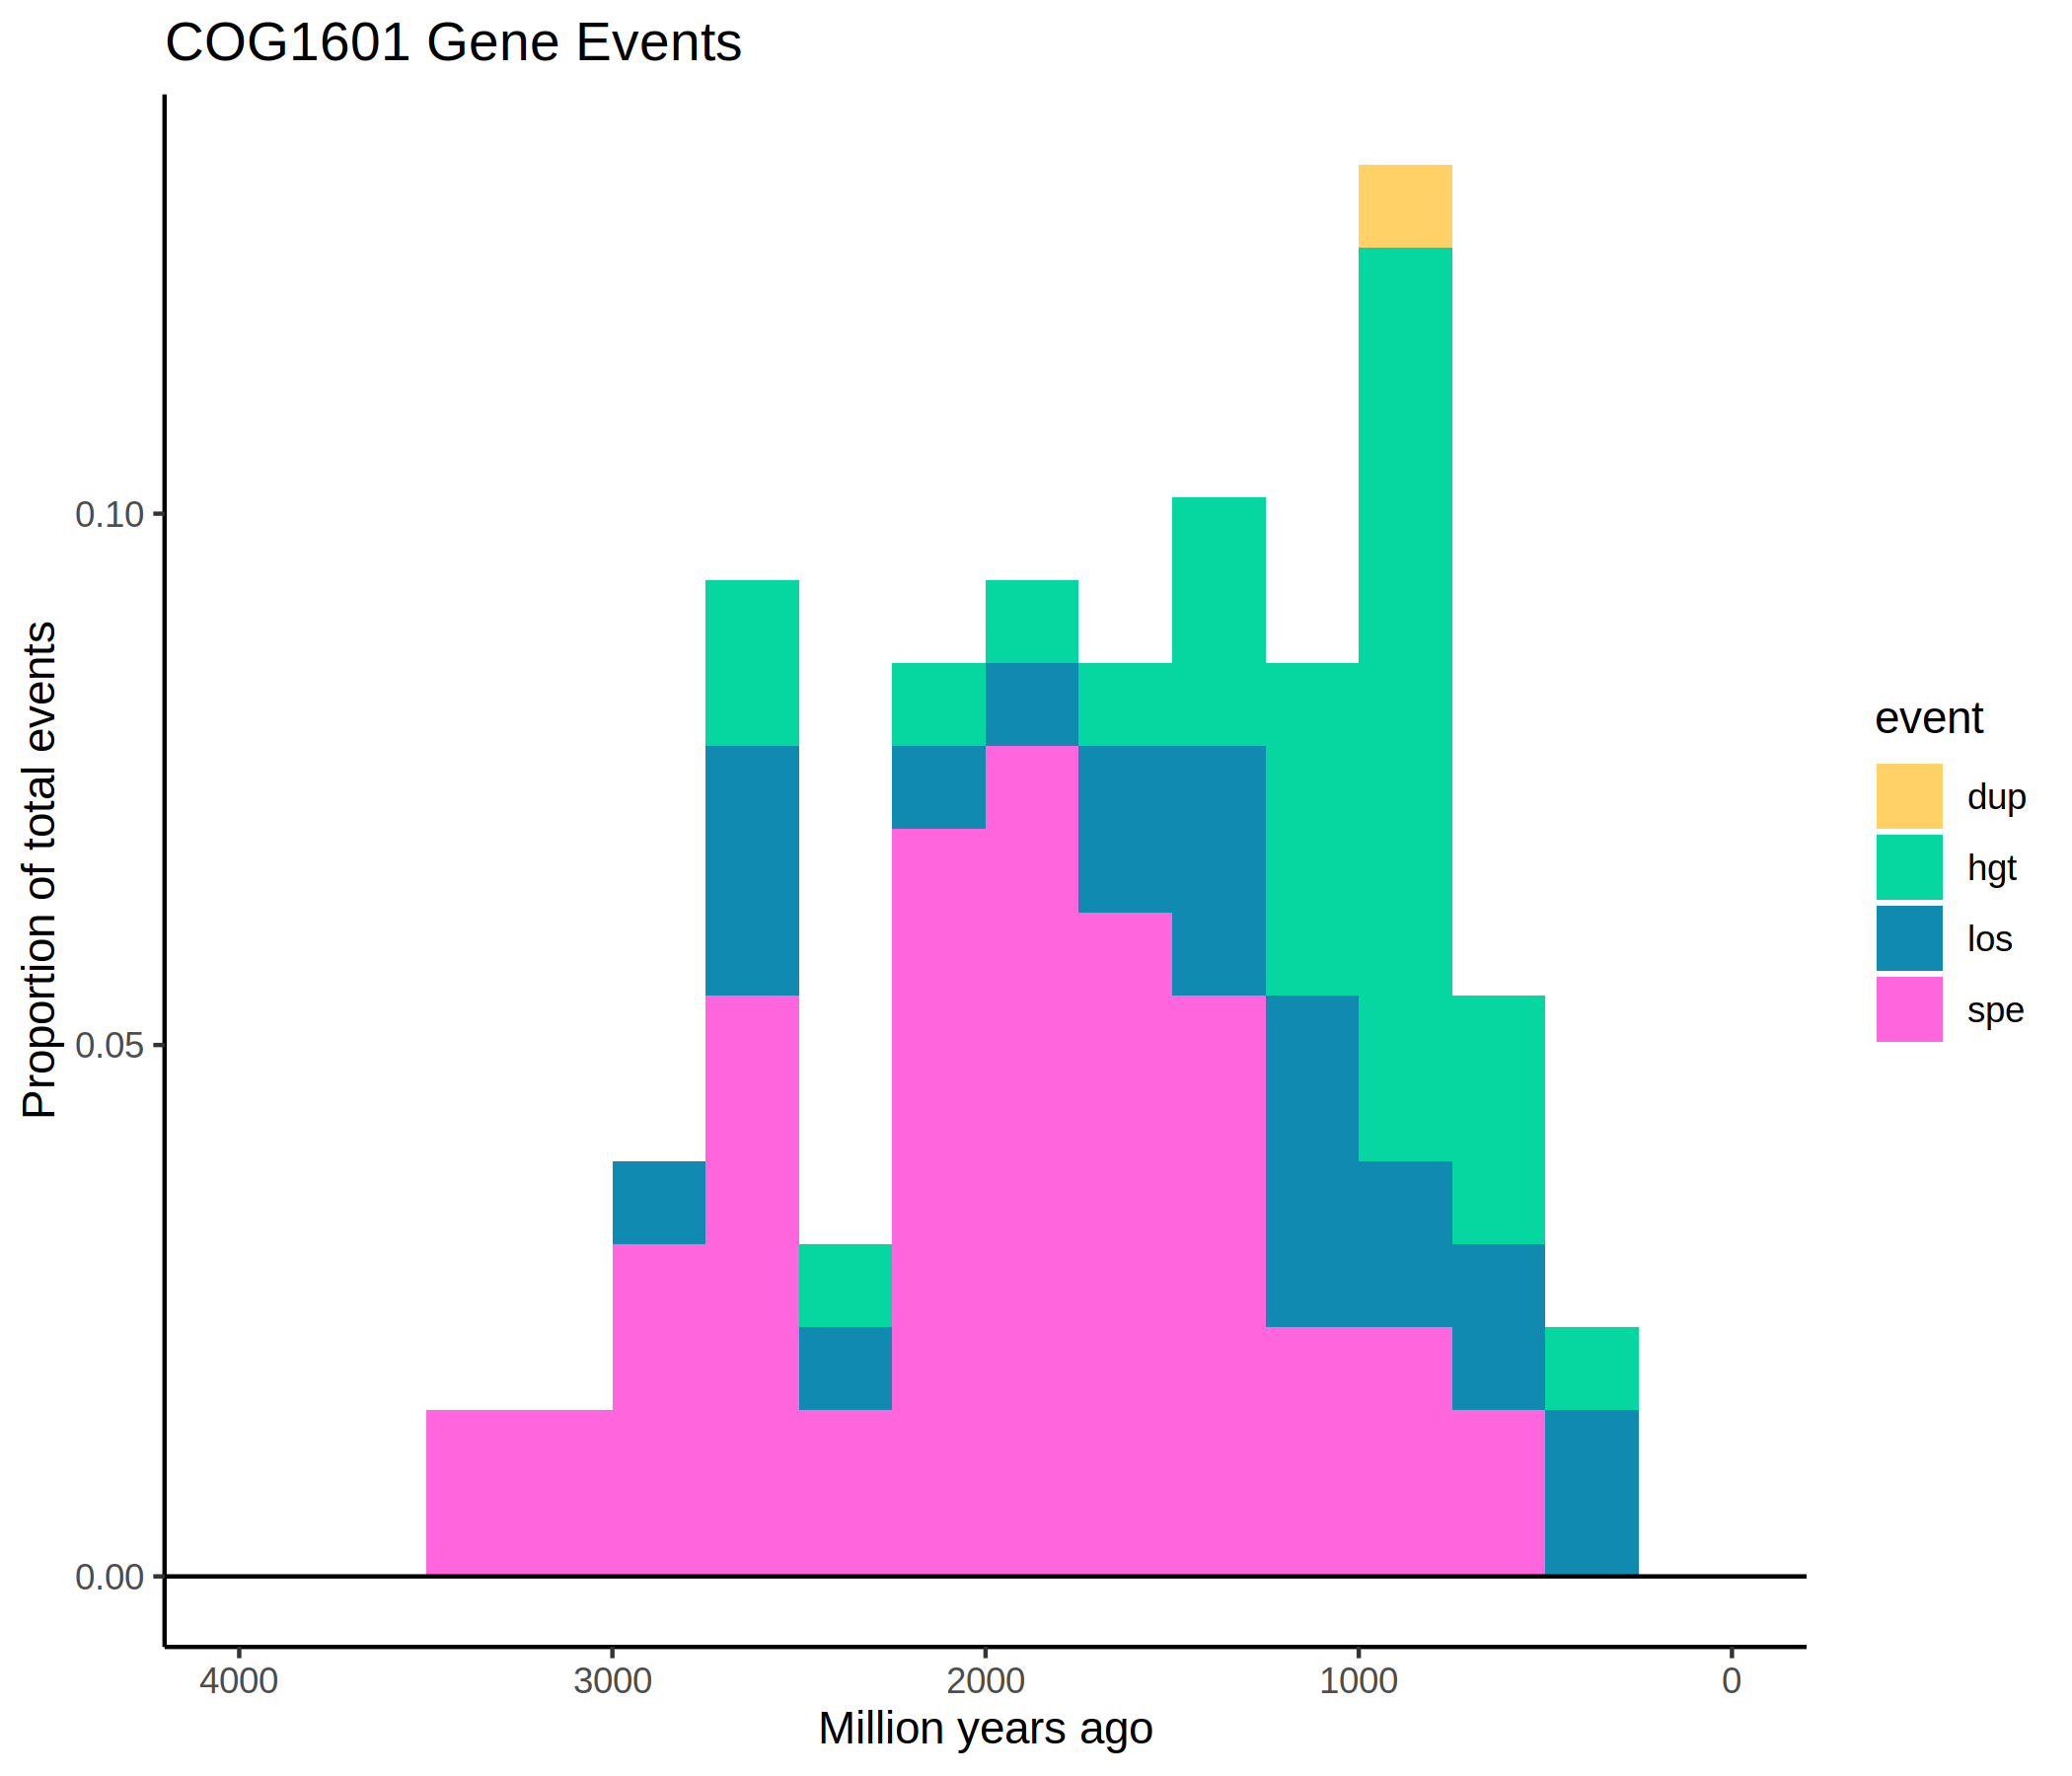 COG1601 Gene Events
Proportion of total events
0.10
0.05
0.00
4000 3000 2000 1000 0
Million years ago
event
dup
hgt
los
spe